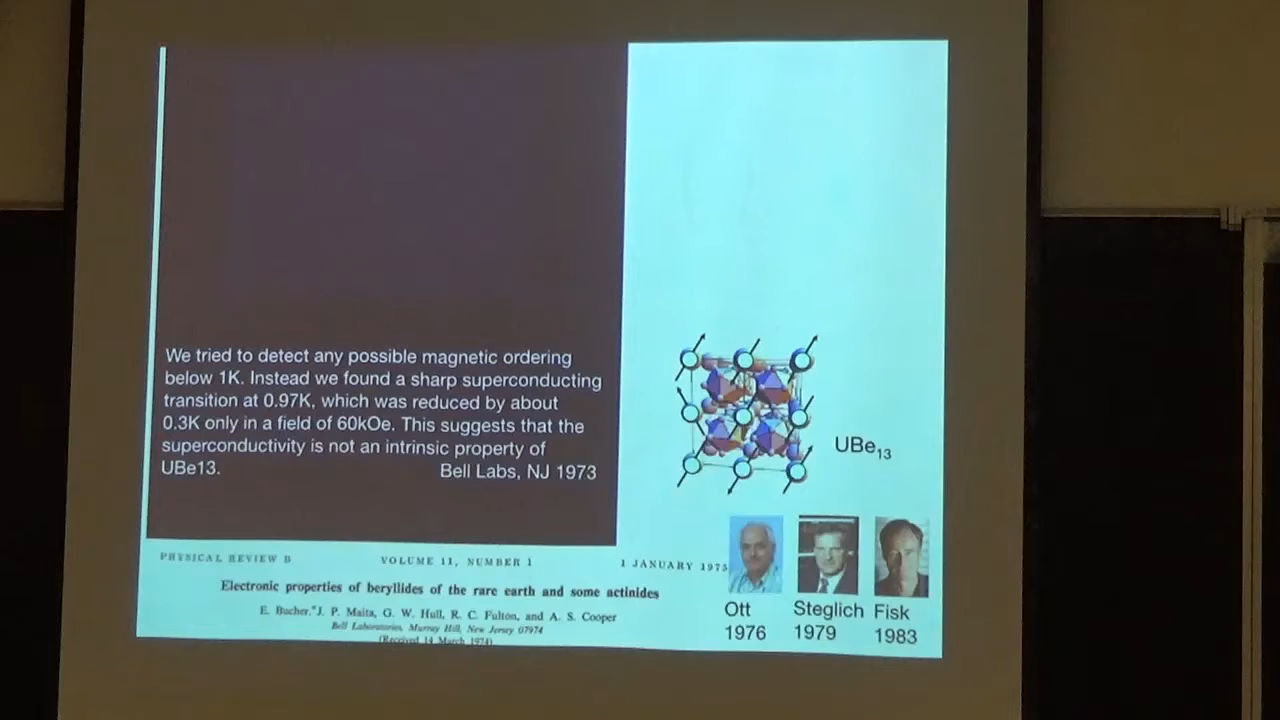 We tried to detect any possible magnetic ordering
below 1K. Instead we found a sharp superconducting
transition at 0.97K, which was reduced by about
0.3K only in a field of 60kOe. This suggests that the
superconductivity is not an intrinsic property of
UBe13. Bell Labs, NJ 1973
UBe13
PHYSICAL REVIEW B VOLUME 11, NUMBER 1 1 JANUARY 1975
Electronic properties of beryllides of the rare earth and some actinides
E. Bucher,* J. P. Maita, G. W. Hull, R. C. Fulton, and A. S. Cooper
Bell Laboratories, Murray Hill, New Jersey 07974
(Received 14 March 1974)
Ott Steglich Fisk
1976 1979 1983